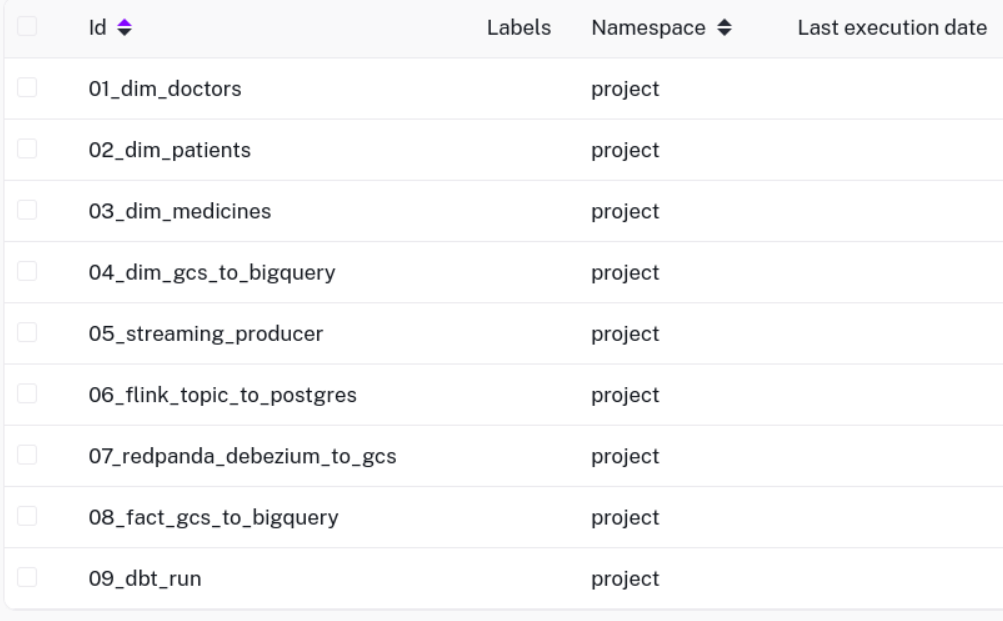 Id Labels Namespace Last execution date
01_dim_doctors project
02_dim_patients project
03_dim_medicines project
04_dim_gcs_to_bigquery project
05_streaming_producer project
06_flink_topic_to_postgres project
07_redpanda_debezium_to_gcs project
08_fact_gcs_to_bigquery project
09_dbt_run project